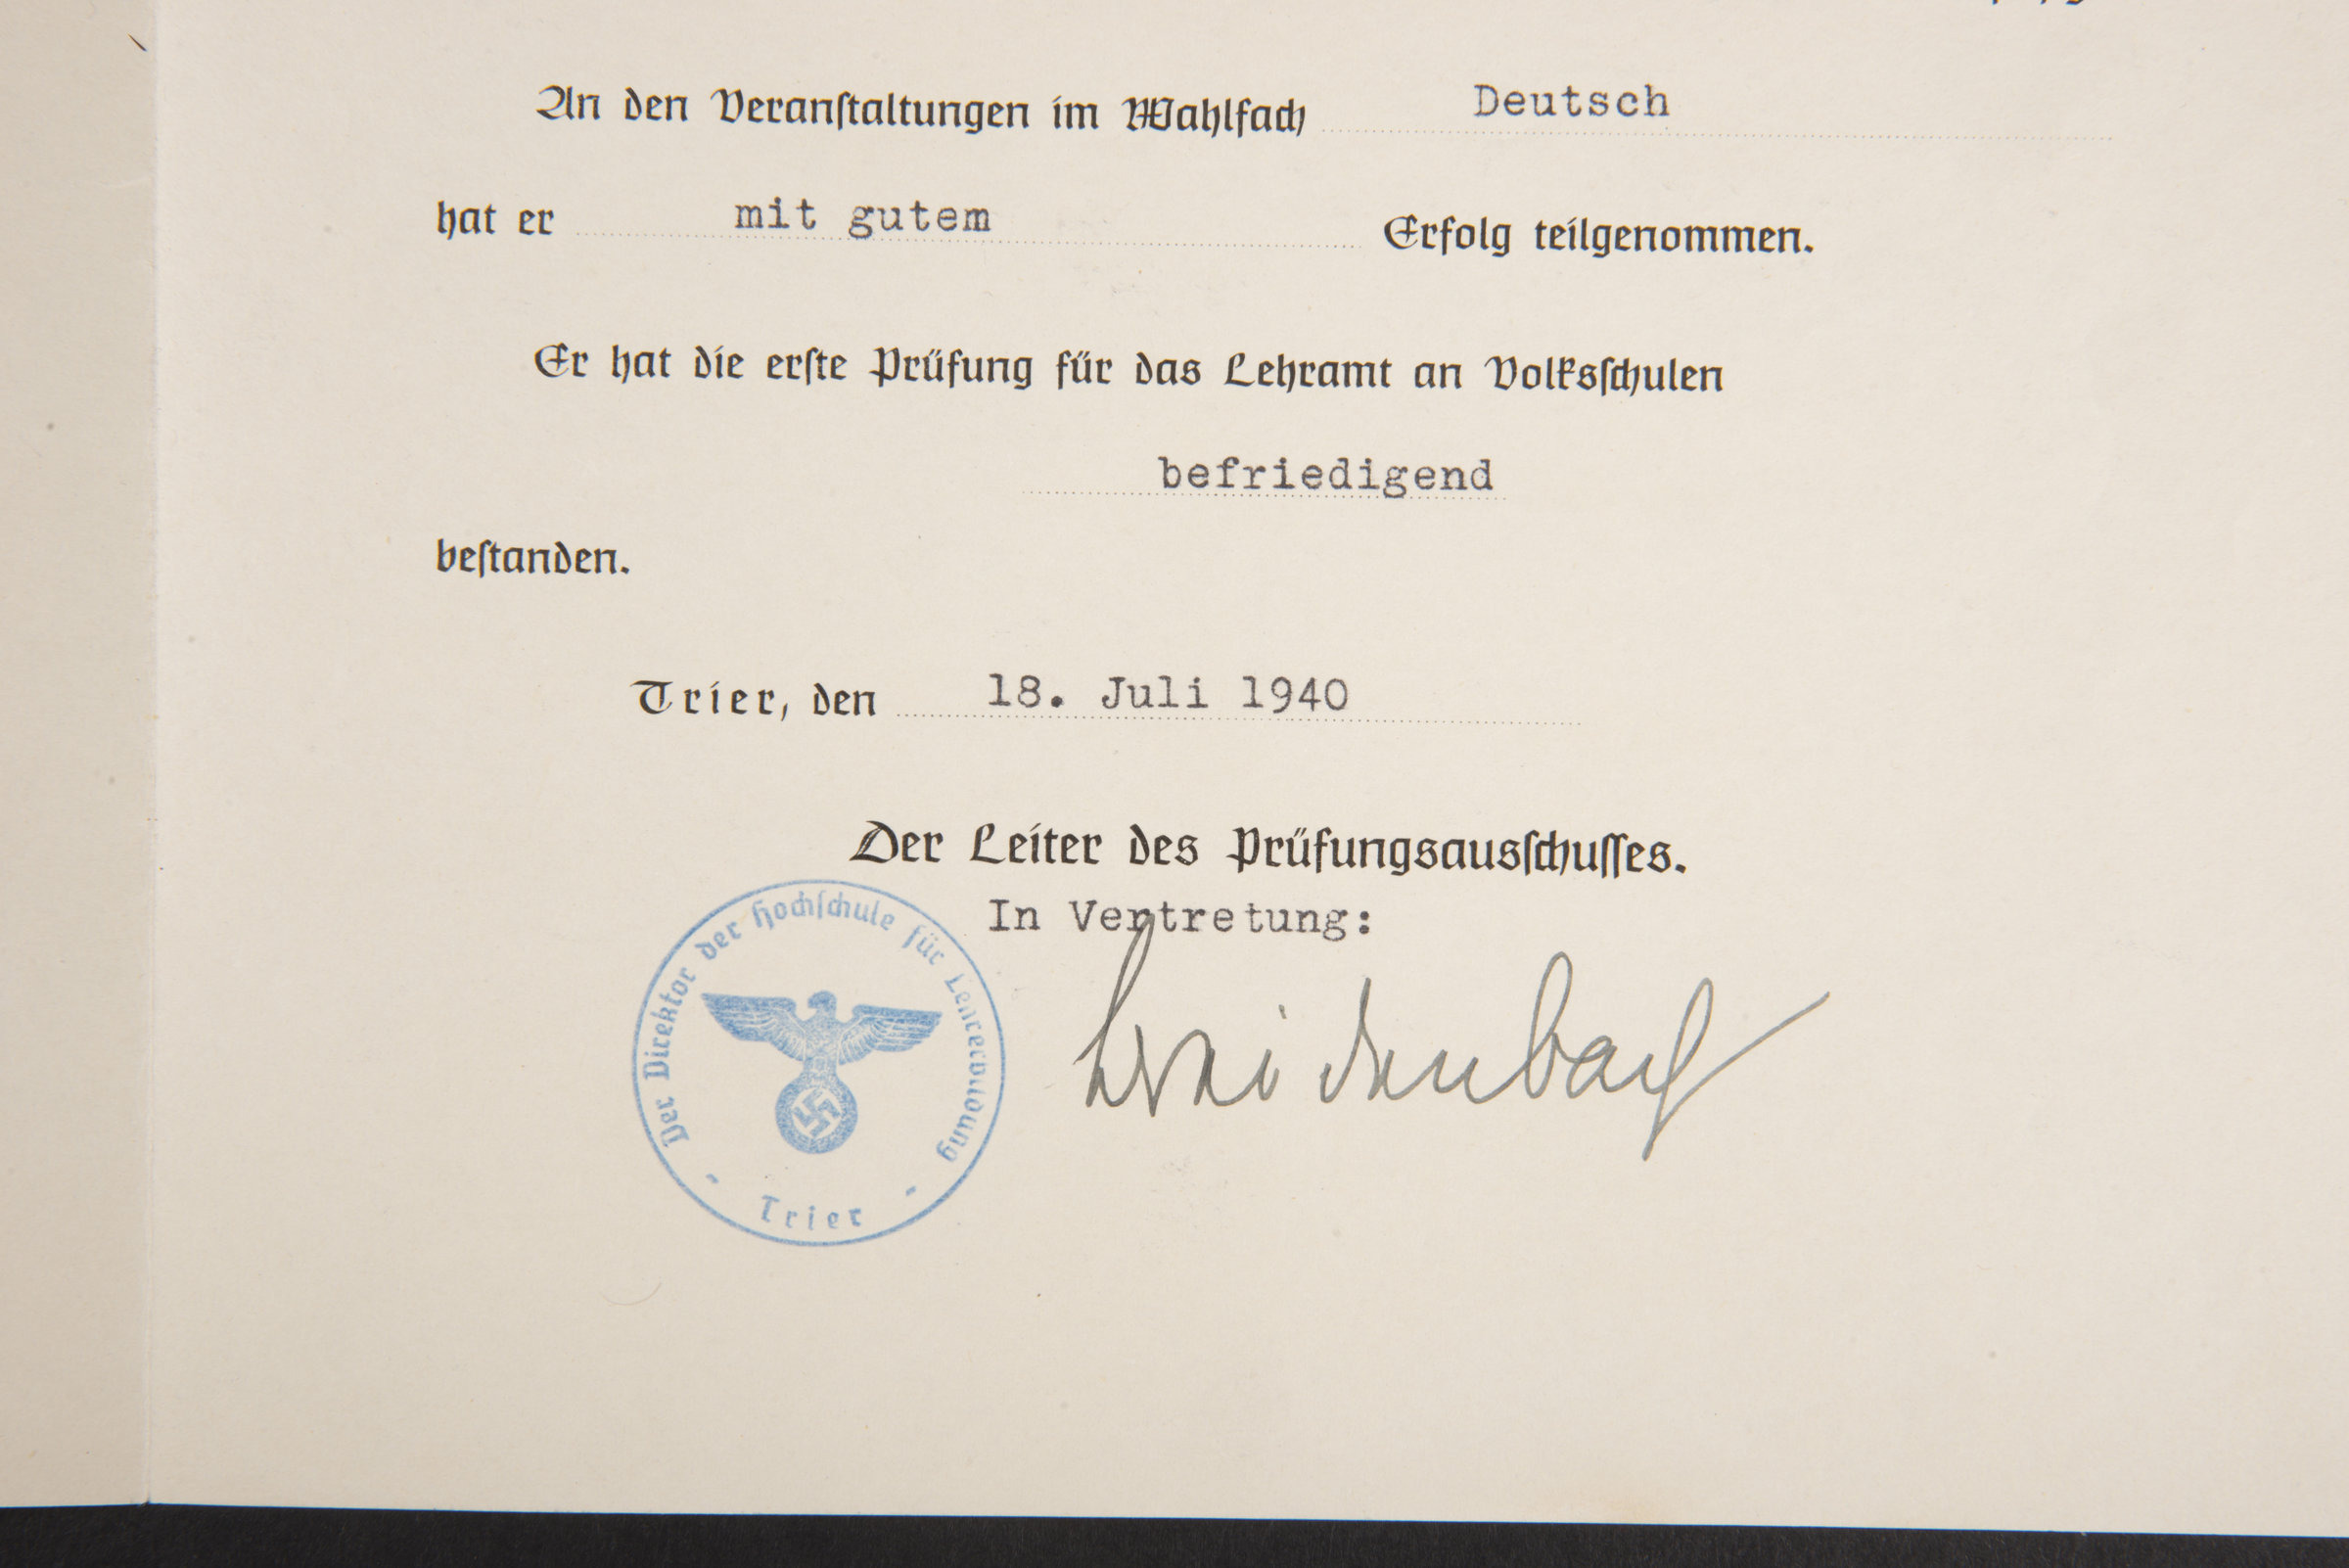 An den Veranſtaltungen im Wahlfach Deutsch
hat er mit gutem Erfolg teilgenommen.
Er hat die erſte Prüfung für das Lehramt an Volksſchulen
befriedigend
beſtanden.
Trier, den 18. Juli 1940
Der Leiter des Prüfungsausſchuſſes.
In Vertretung:
Weidenbach
Der Direktor der Hochſchule für Lehrerbildung
- Trier -